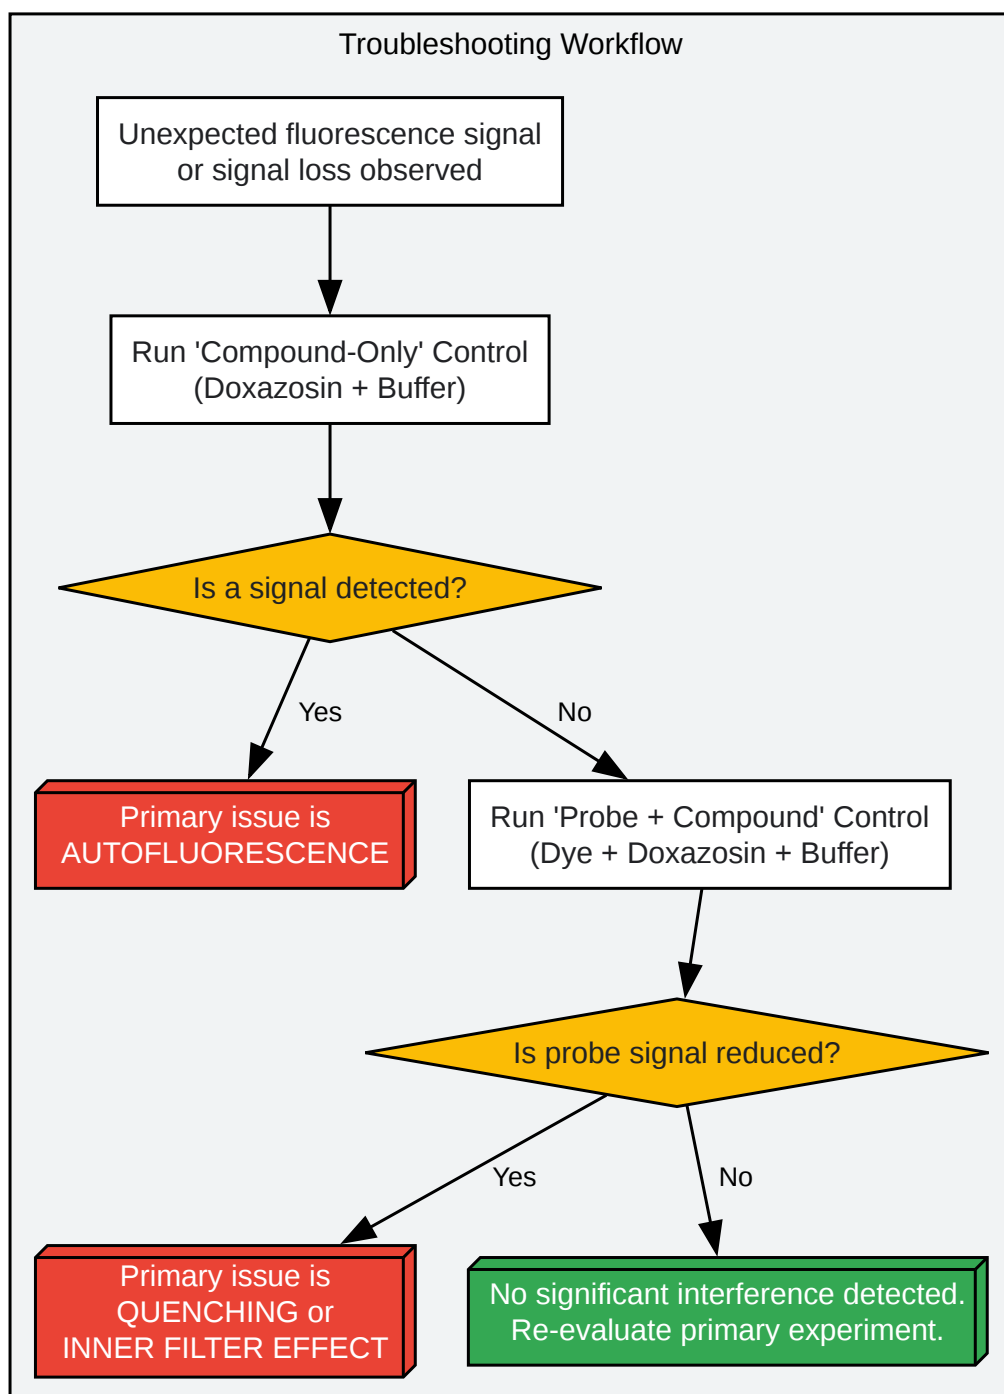 Troubleshooting Workflow
Unexpected fluorescence signal
or signal loss observed
Run 'Compound-Only' Control
(Doxazosin + Buffer)
Is a signal detected?
Yes
No
Primary issue is
AUTOFLUORESCENCE
Run 'Probe + Compound' Control
(Dye + Doxazosin + Buffer)
Is probe signal reduced?
Yes
No
Primary issue is
QUENCHING or
INNER FILTER EFFECT
No significant interference detected.
Re-evaluate primary experiment.